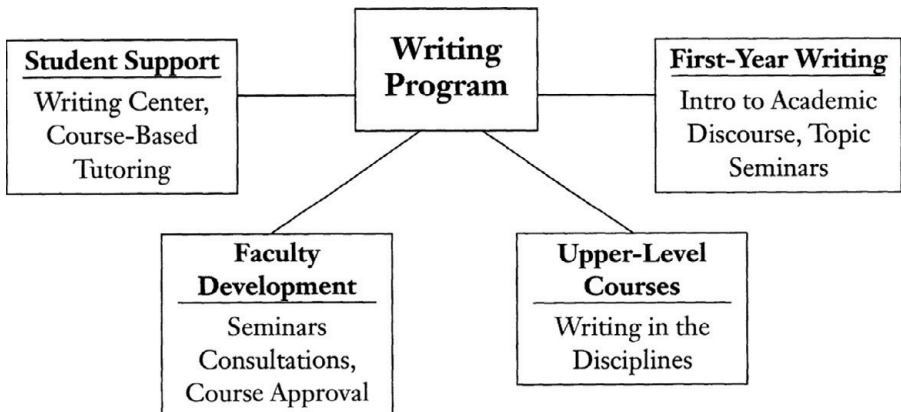 Writing
Program
Student Support
Writing Center,
Course-Based
Tutoring
First-Year Writing
Intro to Academic
Discourse, Topic
Seminars
Faculty
Development
Seminars
Consultations,
Course Approval
Upper-Level
Courses
Writing in the
Disciplines